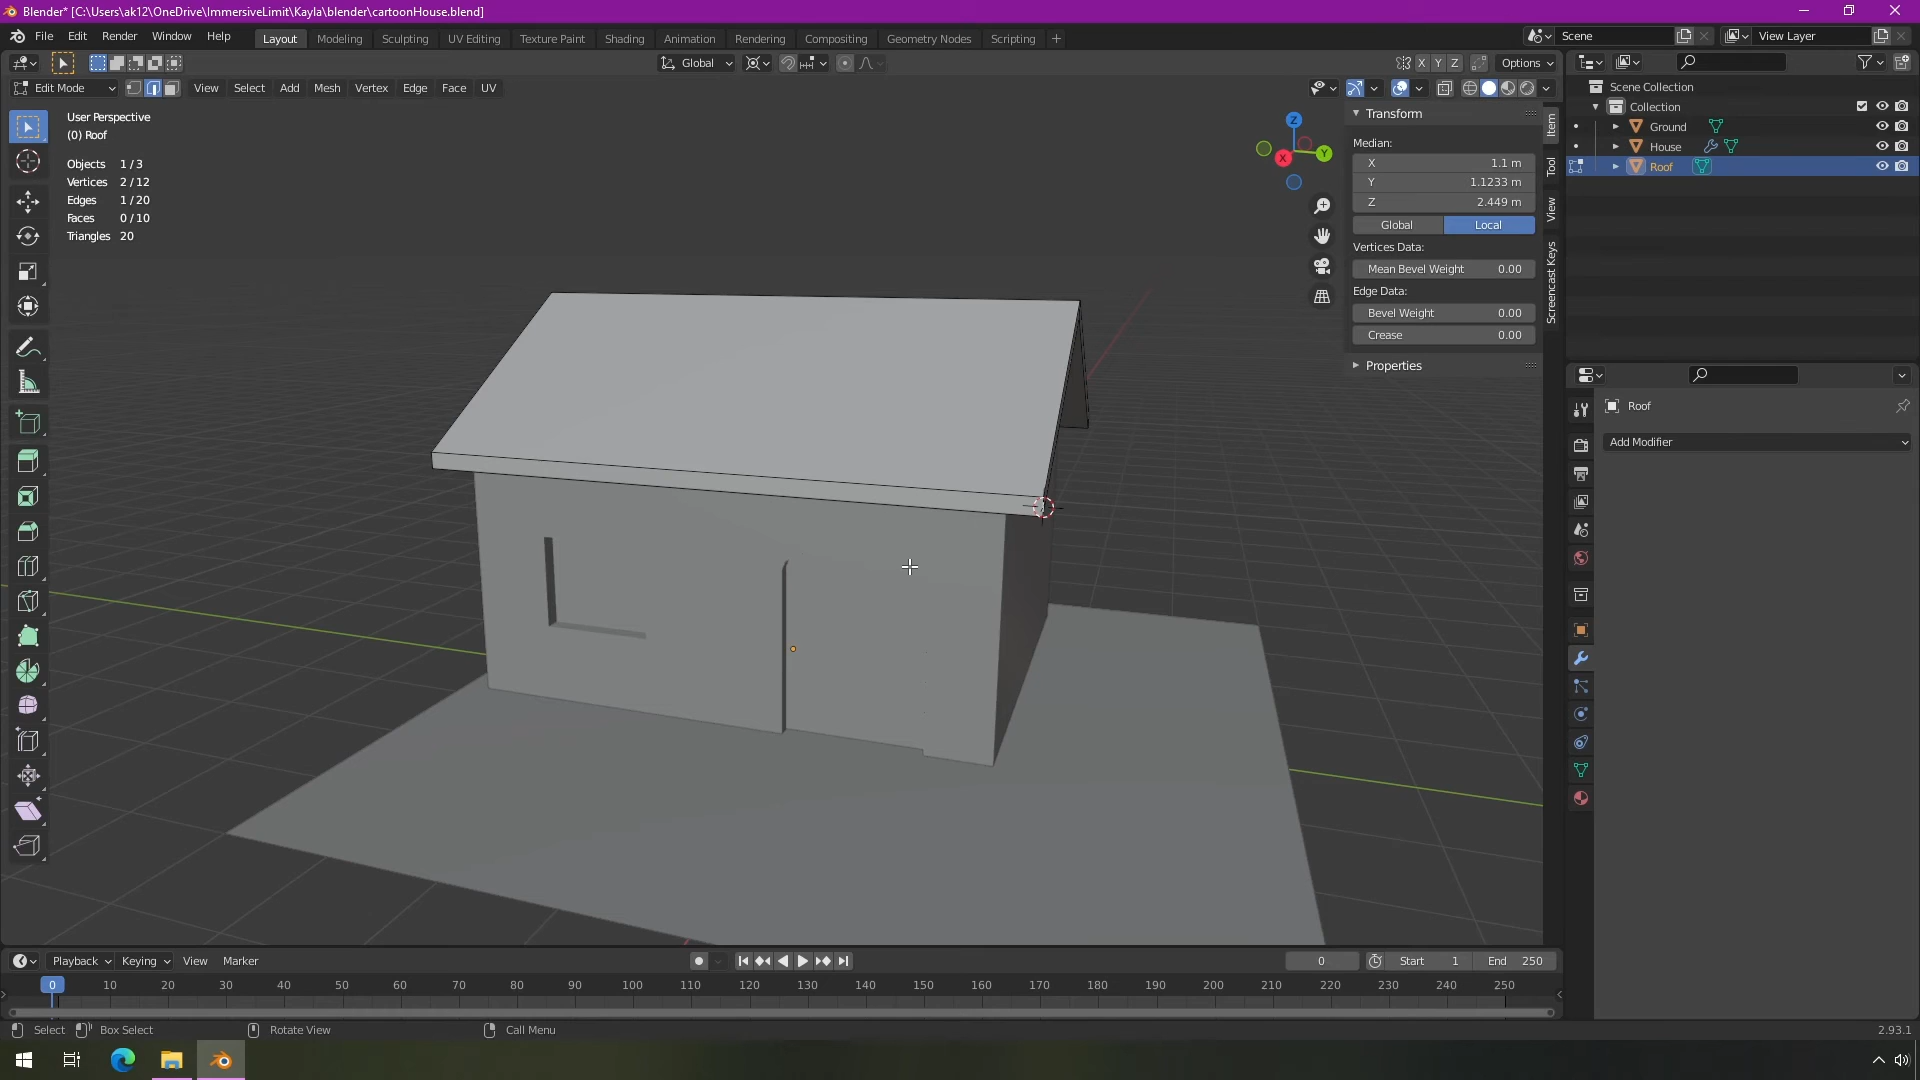 Blender* [C:\Users\ak12\OneDrive\ImmersiveLimit\Kayla\blender\cartoonHouse.blend]
File Edit Render Window Help Layout Modeling Sculpting UV Editing Texture Paint Shading Animation Rendering Compositing Geometry Nodes Scripting + Scene View Layer
Global X Y Z Options
Edit Mode View Select Add Mesh Vertex Edge Face UV
User Perspective
(0) Roof
Objects 1 / 3
Vertices 2 / 12
Edges 1 / 20
Faces 0 / 10
Triangles 20
Z
Y
X
Transform
Median:
X 1.1 m
Y 1.1233 m
Z 2.449 m
Global Local
Vertices Data:
Mean Bevel Weight 0.00
Edge Data:
Bevel Weight 0.00
Crease 0.00
Properties
Item
Tool
View
Screencast Keys
Scene Collection
Collection
Ground
House
Roof
Roof
Add Modifier
Playback Keying View Marker 0 Start 1 End 250
0 10 20 30 40 50 60 70 80 90 100 110 120 130 140 150 160 170 180 190 200 210 220 230 240 250
Select Box Select Rotate View Call Menu 2.93.1